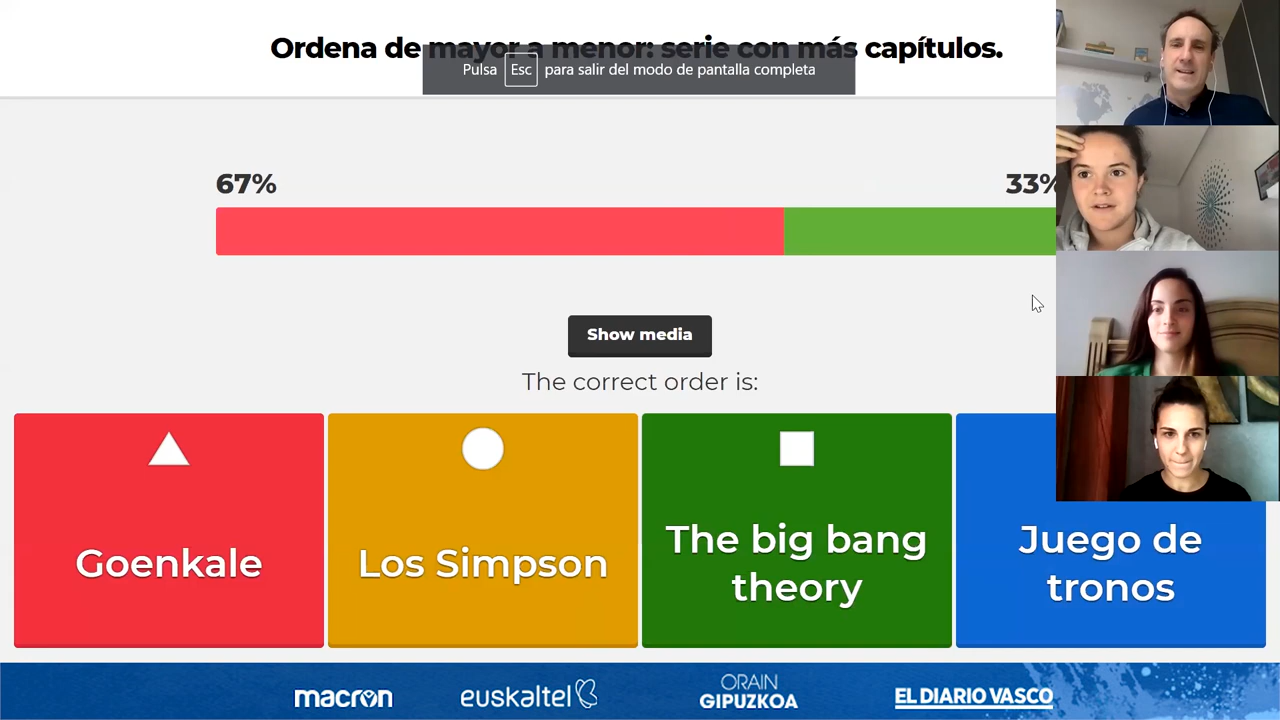 Ordena de mayor a menor: serie con más capítulos.
Pulsa Esc para salir del modo de pantalla completa
67%
33%
Show media
The correct order is:
Goenkale
Los Simpson
The big bang
theory
Juego de
tronos
macron
euskaltel
ORAIN
GIPUZKOA
EL DIARIO VASCO